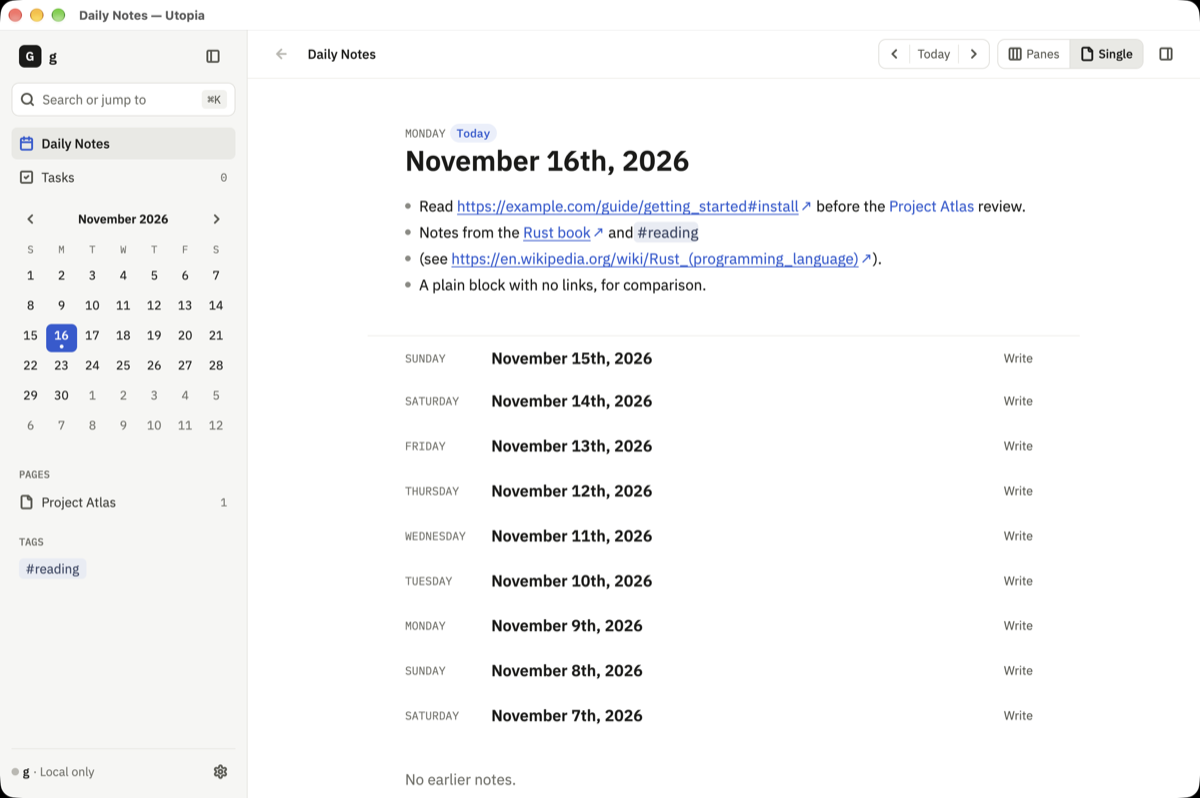 Daily Notes — Utopia
G g
Search or jump to ⌘K
Daily Notes
Tasks 0
November 2026
S M T W T F S
1 2 3 4 5 6 7
8 9 10 11 12 13 14
15 16 17 18 19 20 21
22 23 24 25 26 27 28
29 30 1 2 3 4 5
6 7 8 9 10 11 12
PAGES
Project Atlas 1
TAGS
#reading
g · Local only
Daily Notes
Today
Panes
Single
MONDAY Today
November 16th, 2026
Read https://example.com/guide/getting_started#install ↗ before the Project Atlas review.
Notes from the Rust book ↗ and #reading
(see https://en.wikipedia.org/wiki/Rust_(programming_language) ↗).
A plain block with no links, for comparison.
SUNDAY November 15th, 2026 Write
SATURDAY November 14th, 2026 Write
FRIDAY November 13th, 2026 Write
THURSDAY November 12th, 2026 Write
WEDNESDAY November 11th, 2026 Write
TUESDAY November 10th, 2026 Write
MONDAY November 9th, 2026 Write
SUNDAY November 8th, 2026 Write
SATURDAY November 7th, 2026 Write
No earlier notes.